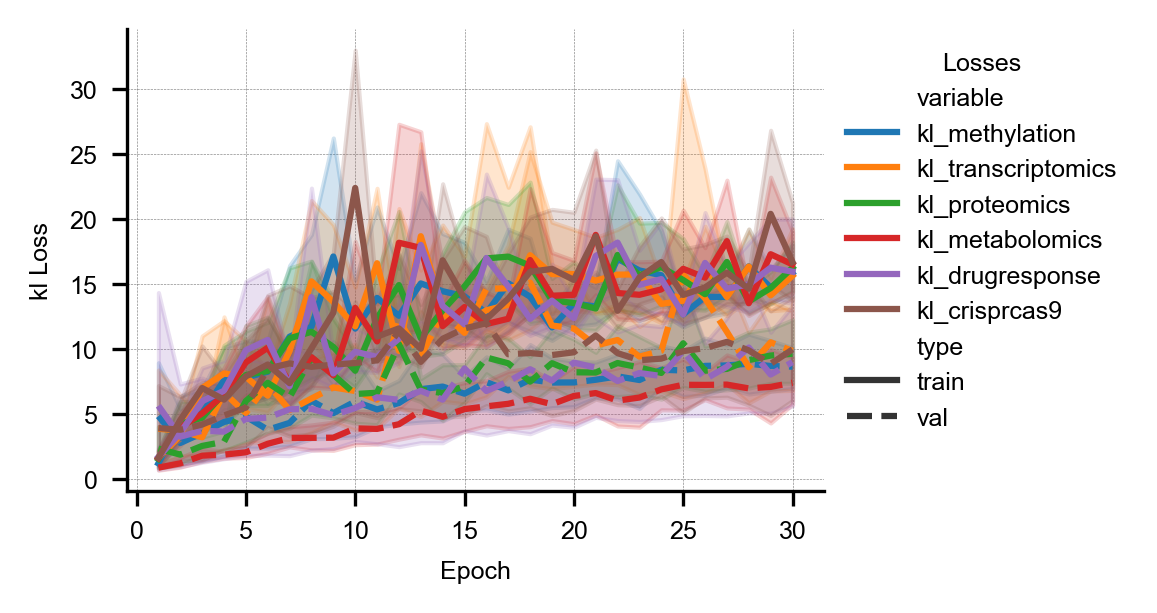 kl Loss
30
25
20
15
10
5
0
0 5 10 15 20 25 30
Epoch
Losses
variable
kl_methylation
kl_transcriptomics
kl_proteomics
kl_metabolomics
kl_drugresponse
kl_crisprcas9
type
train
val